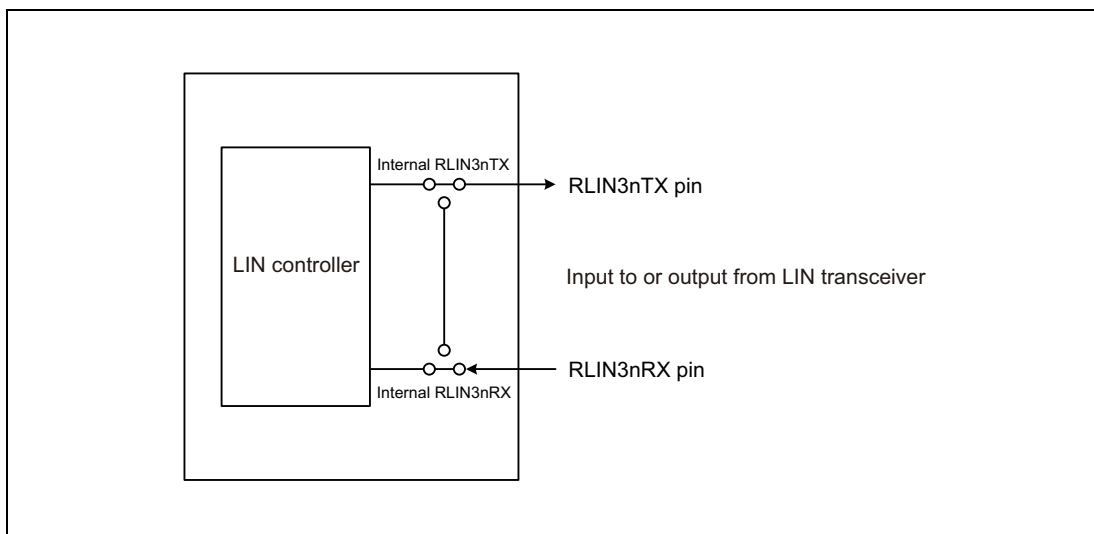 Internal RLIN3nTX
RLIN3nTX pin
LIN controller
Input to or output from LIN transceiver
RLIN3nRX pin
Internal RLIN3nRX